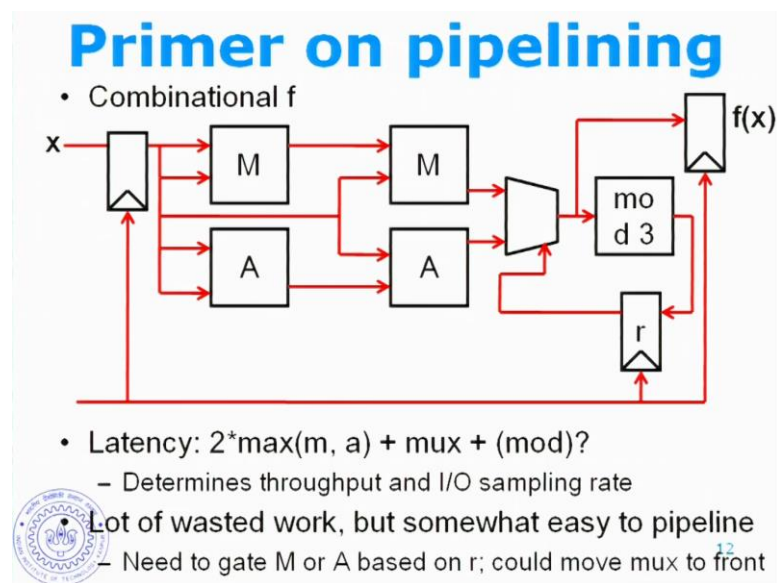 Primer on pipelining
• Combinational f
x
M
M
f(x)
mo
d 3
A
A
r
• Latency: 2*max(m, a) + mux + (mod)?
– Determines throughput and I/O sampling rate
• Lot of wasted work, but somewhat easy to pipeline
12
– Need to gate M or A based on r; could move mux to front